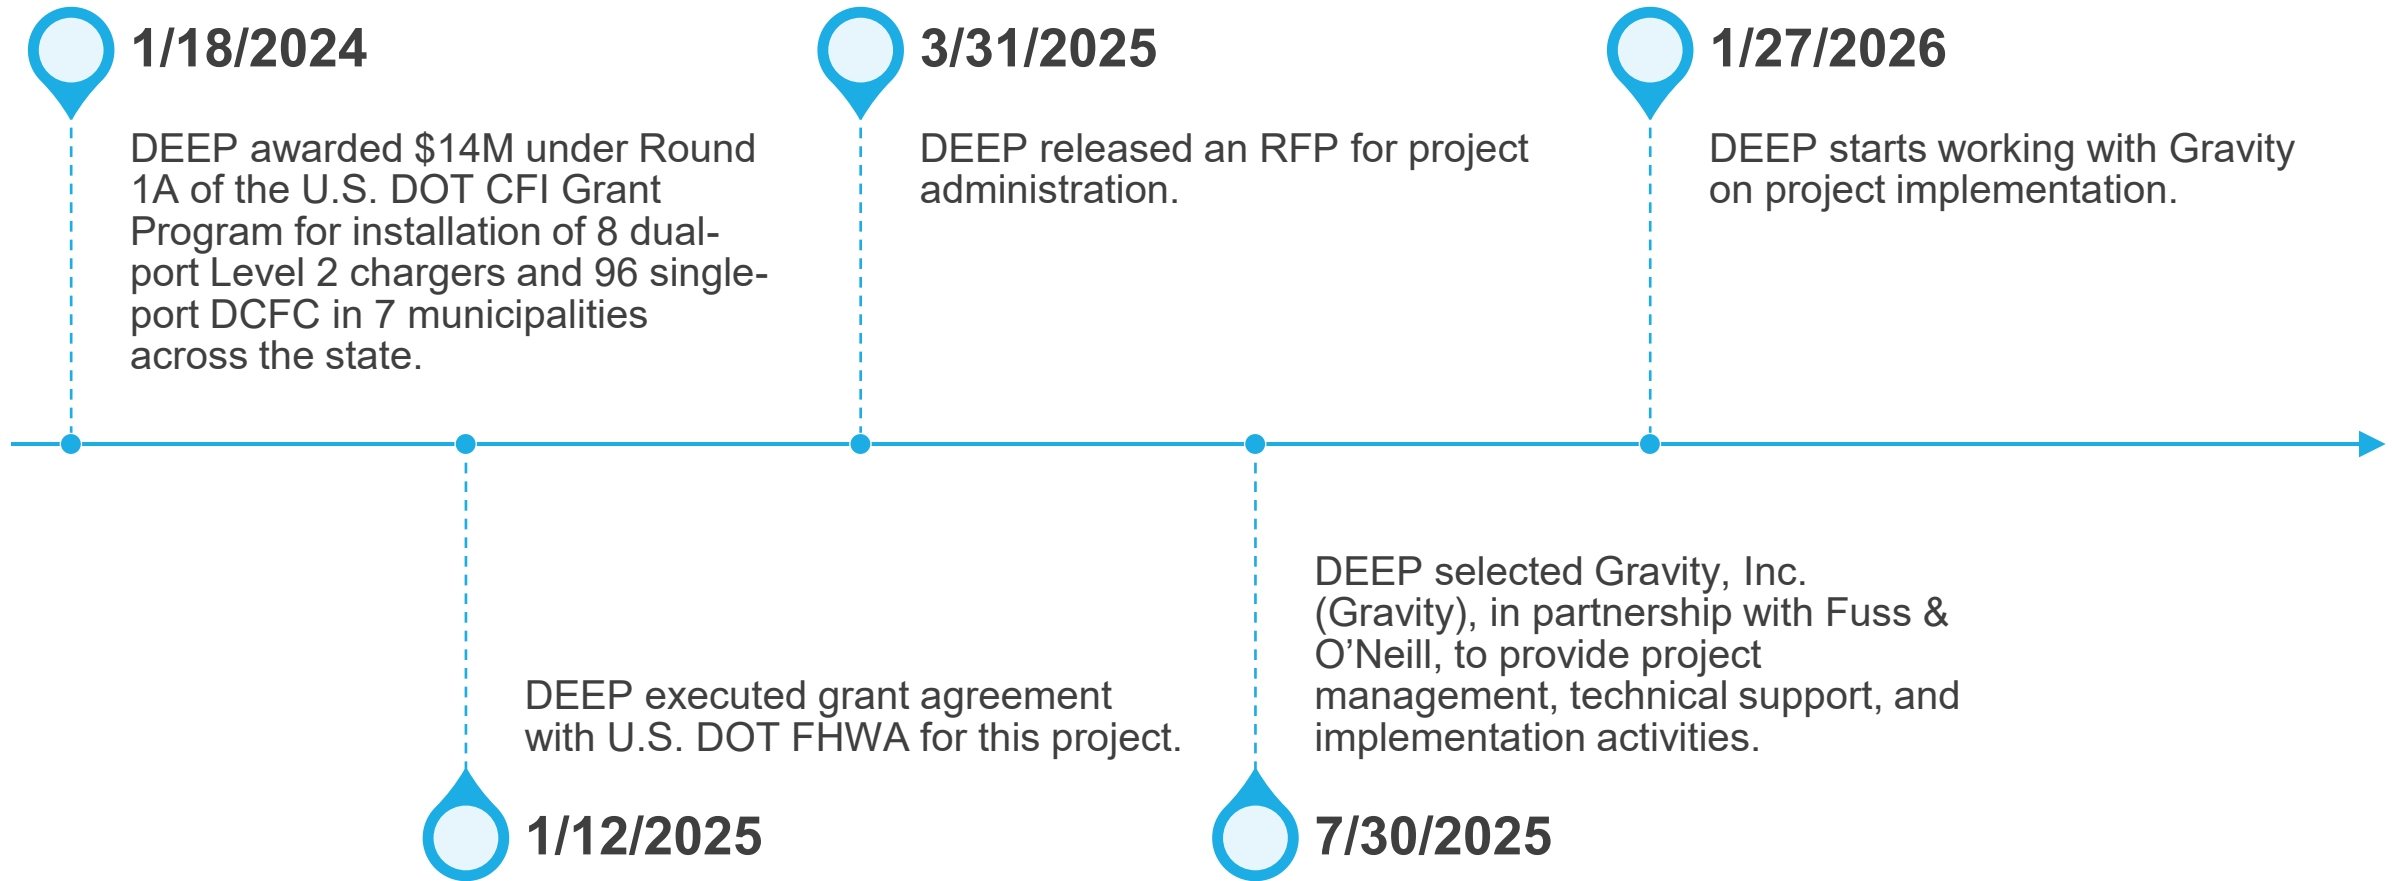 1/18/2024
DEEP awarded $14M under Round
1A of the U.S. DOT CFI Grant
Program for installation of 8 dual-
port Level 2 chargers and 96 single-
port DCFC in 7 municipalities
across the state.
DEEP executed grant agreement
with U.S. DOT FHWA for this project.
1/12/2025
3/31/2025
DEEP released an RFP for project
administration.
DEEP selected Gravity, Inc.
(Gravity), in partnership with Fuss &
O’Neill, to provide project
management, technical support, and
implementation activities.
7/30/2025
1/27/2026
DEEP starts working with Gravity
on project implementation.